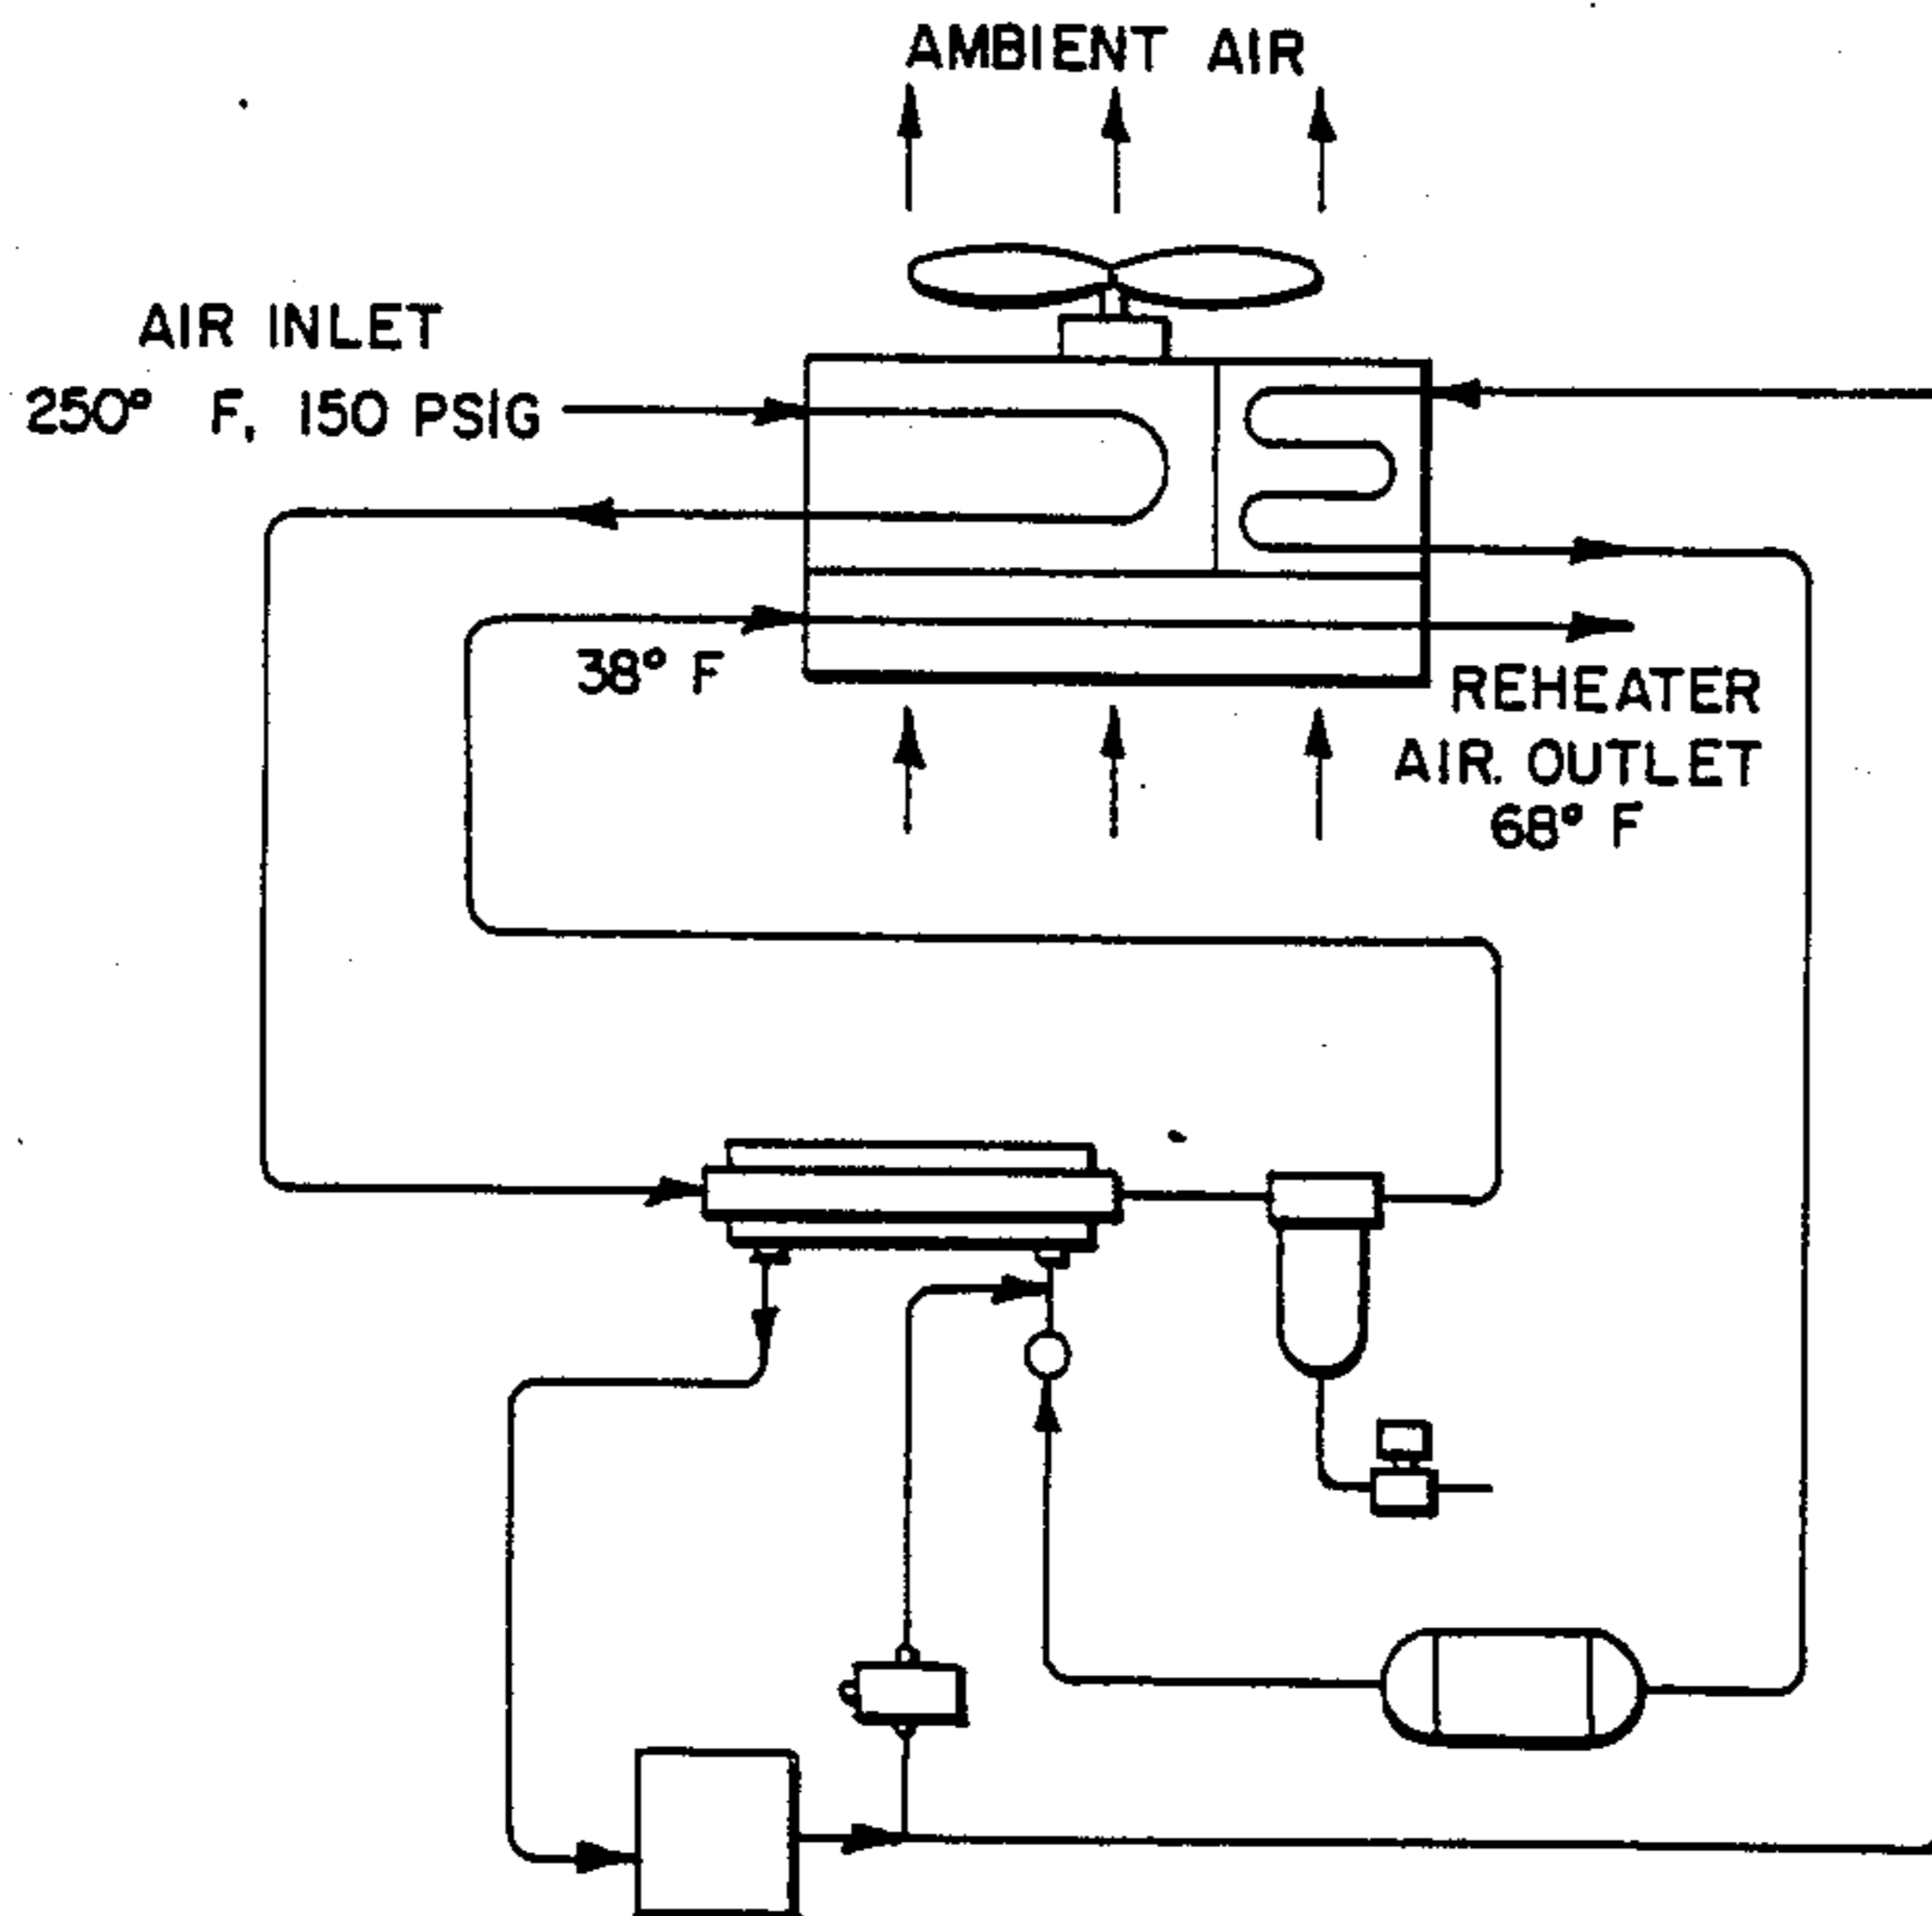 AMBIENT AIR
AIR INLET
250° F, 150 PSIG
38° F
REHEATER
AIR. OUTLET
68° F